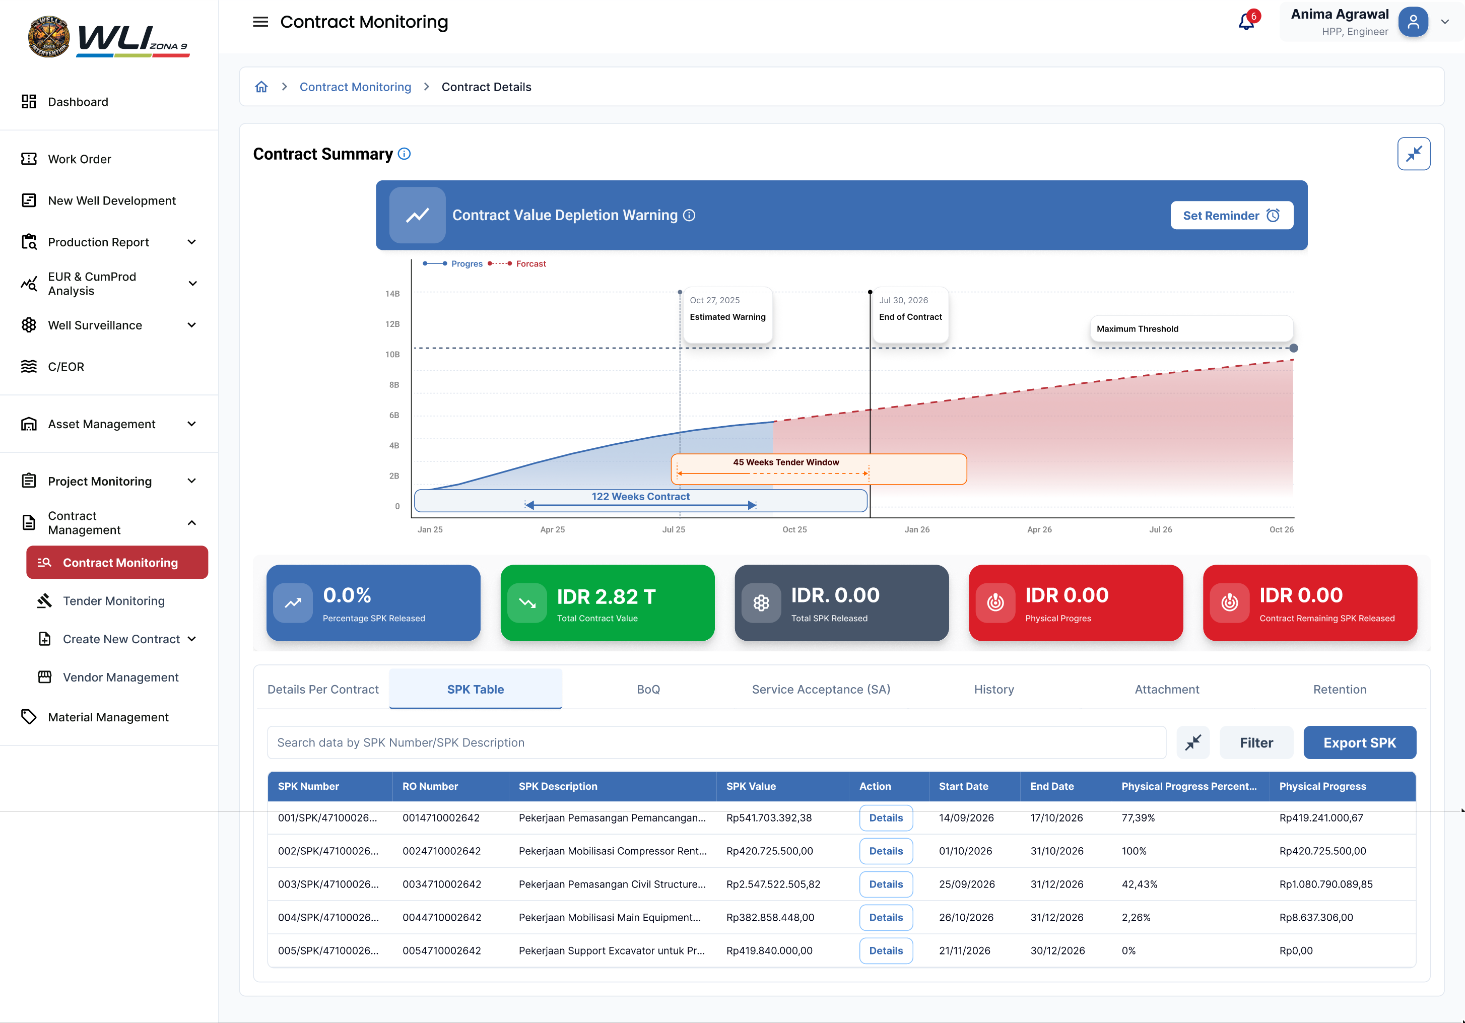 WLI ZONA 9
Contract Monitoring
6
Anima Agrawal
HPP, Engineer
Dashboard
Work Order
New Well Development
Production Report
EUR & CumProd
Analysis
Well Surveillance
C/EOR
Asset Management
Project Monitoring
Contract
Management
Contract Monitoring
Tender Monitoring
Create New Contract
Vendor Management
Material Management
Contract Monitoring
Contract Details
Contract Summary
Contract Value Depletion Warning
Set Reminder
Progres
Forcast
14B
12B
10B
8B
6B
4B
2B
0
Oct 27, 2025
Estimated Warning
Jul 30, 2026
End of Contract
Maximum Threshold
45 Weeks Tender Window
122 Weeks Contract
Jan 25
Apr 25
Jul 25
Oct 25
Jan 26
Apr 26
Jul 26
Oct 26
0.0%
Percentage SPK Released
IDR 2.82 T
Total Contract Value
IDR. 0.00
Total SPK Released
IDR 0.00
Physical Progres
IDR 0.00
Contract Remaining SPK Released
Details Per Contract
SPK Table
BoQ
Service Acceptance (SA)
History
Attachment
Retention
Search data by SPK Number/SPK Description
Filter
Export SPK
SPK Number RO Number SPK Description SPK Value Action Start Date End Date Physical Progress Percent... Physical Progress
001/SPK/47100026... 0014710002642 Pekerjaan Pemasangan Pemancangan... Rp541.703.392,38 Details 14/09/2026 17/10/2026 77,39% Rp419.241.000,67
002/SPK/47100026... 0024710002642 Pekerjaan Mobilisasi Compressor Rent... Rp420.725.500,00 Details 01/10/2026 31/10/2026 100% Rp420.725.500,00
003/SPK/47100026... 0034710002642 Pekerjaan Pemasangan Civil Structure... Rp2.547.522.505,82 Details 25/09/2026 31/12/2026 42,43% Rp1.080.790.089,85
004/SPK/47100026... 0044710002642 Pekerjaan Mobilisasi Main Equipment... Rp382.858.448,00 Details 26/10/2026 31/12/2026 2,26% Rp8.637.306,00
005/SPK/47100026... 0054710002642 Pekerjaan Support Excavator untuk Pr... Rp419.840.000,00 Details 21/11/2026 30/12/2026 0% Rp0,00